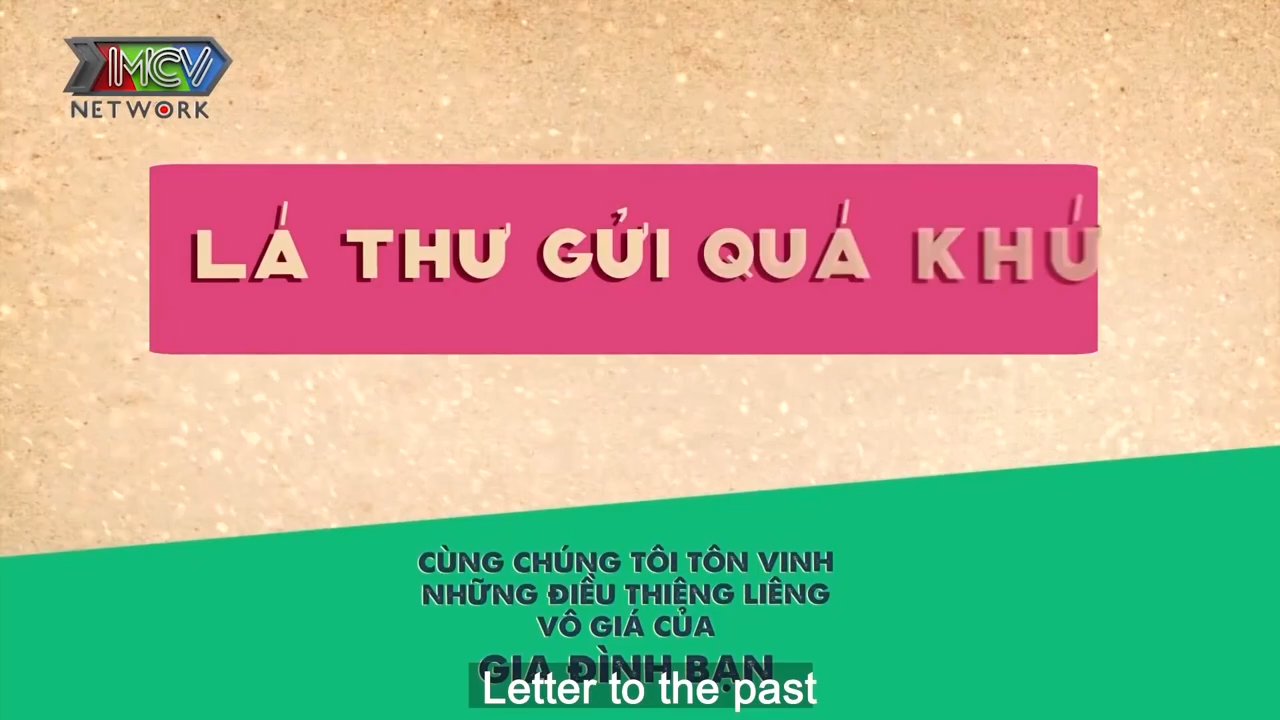 MCV
NETWORK
LÁ THƯ GỬI QUÁ KHỨ
CÙNG CHÚNG TÔI TÔN VINH
NHỮNG ĐIỀU THIÊNG LIÊNG
VÔ GIÁ CỦA
GIA ĐÌNH BẠN
Letter to the past